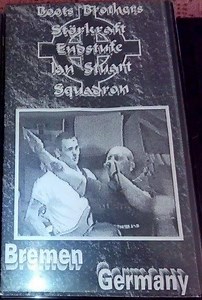 Boots Brothers
Störkraft
Endstufe
Ian Stuart
Squadron
Bremen
Germany